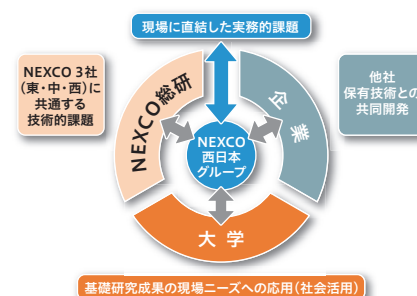 現場に直結した実務的課題
NEXCO 3社
(東・中・西)に
共通する
技術的課題
NEXCO総研
企業
他社
保有技術との
共同開発
NEXCO
西日本
グループ
大学
基礎研究成果の現場ニーズへの応用(社会活用)